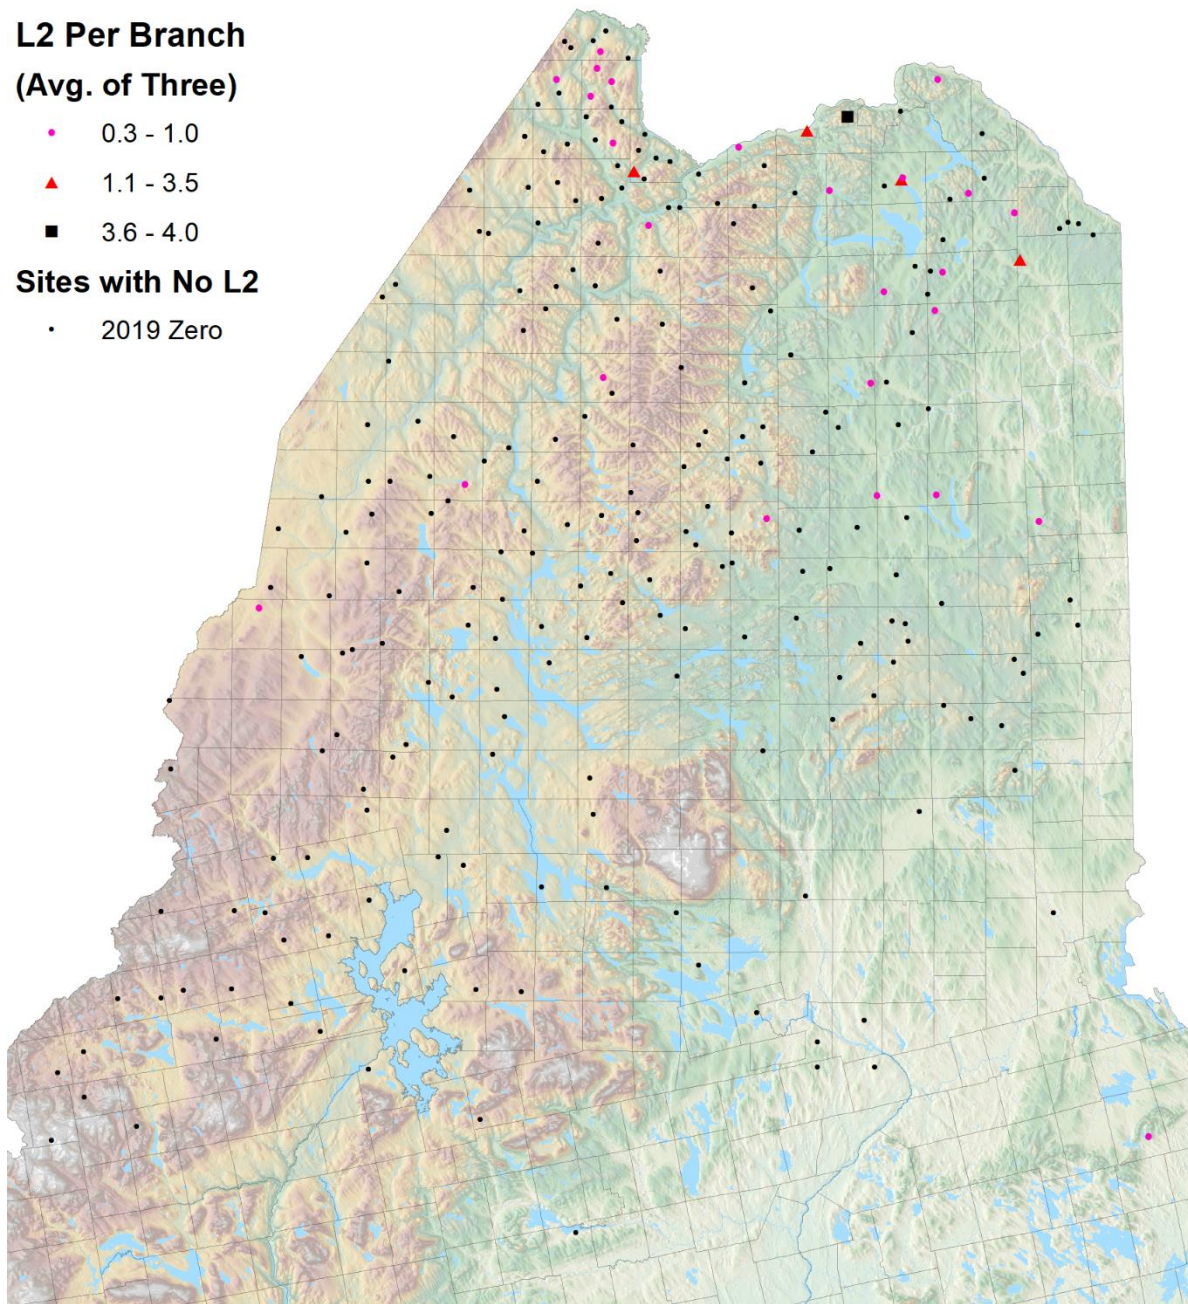 L2 Per Branch
(Avg. of Three)
0.3 - 1.0
1.1 - 3.5
3.6 - 4.0
Sites with No L2
2019 Zero